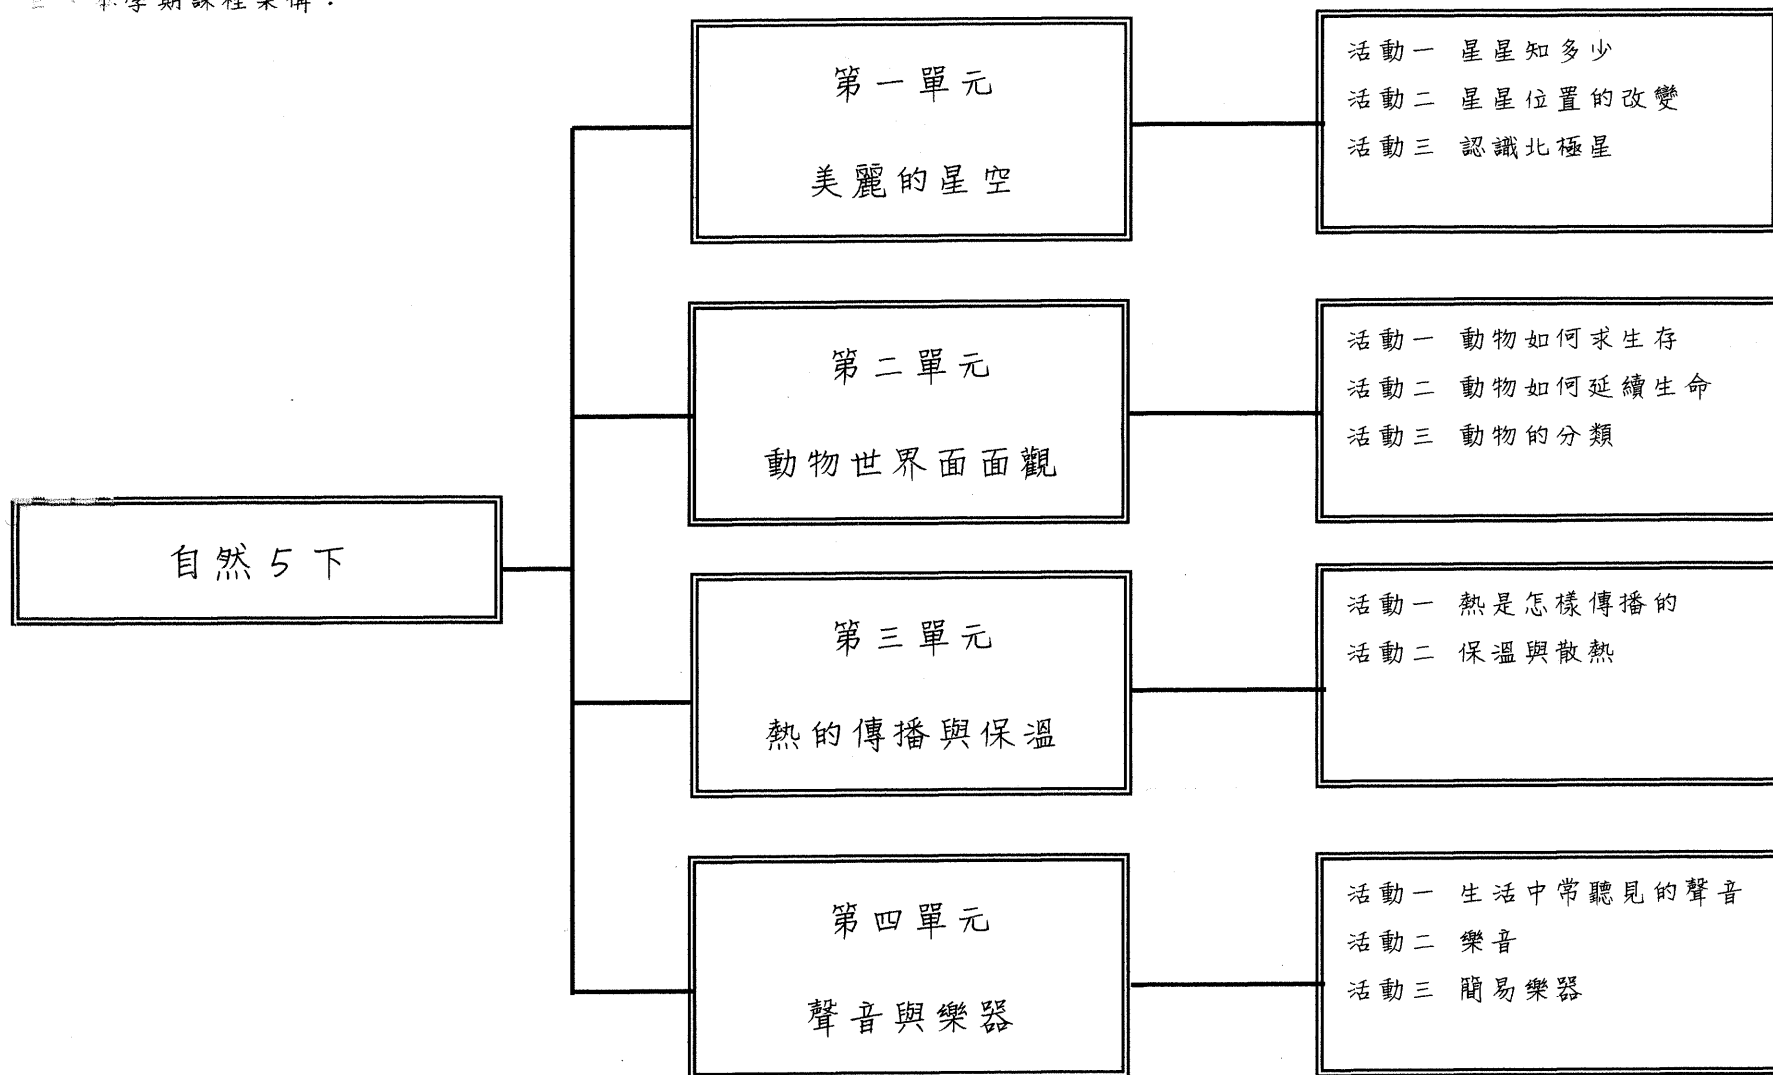 本學期課程架構：
第一單元
美麗的星空
活動一 星星知多少
活動二 星星位置的改變
活動三 認識北極星
第二單元
動物世界面面觀
活動一 動物如何求生存
活動二 動物如何延續生命
活動三 動物的分類
自然5下
第三單元
熱的傳播與保溫
活動一 熱是怎樣傳播的
活動二 保溫與散熱
第四單元
聲音與樂器
活動一 生活中常聽見的聲音
活動二 樂音
活動三 簡易樂器